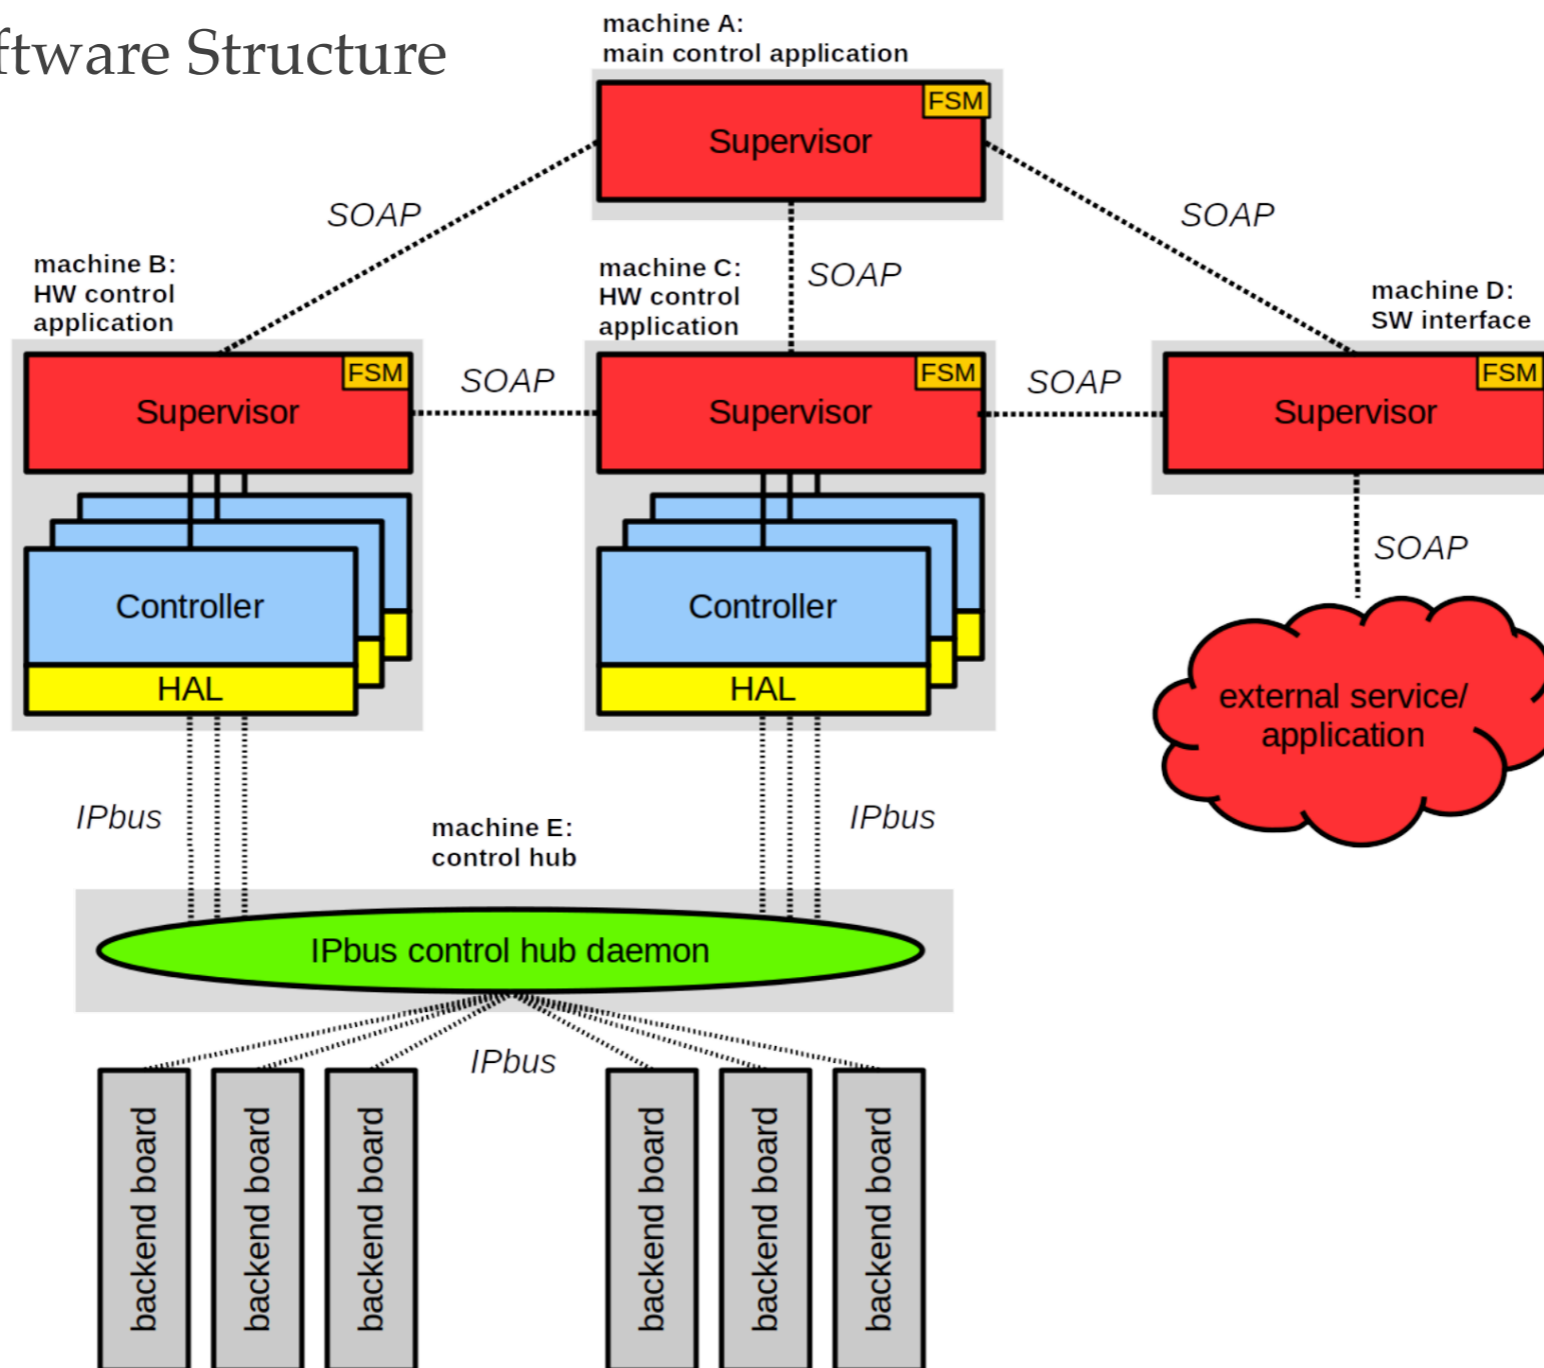 ftware Structure
machine A:
main control application
FSM
Supervisor
SOAP
SOAP
SOAP
machine B:
HW control
application
machine C:
HW control
application
machine D:
SW interface
FSM
Supervisor
SOAP
FSM
Supervisor
SOAP
FSM
Supervisor
Controller
HAL
Controller
HAL
SOAP
external service/
application
IPbus
IPbus
machine E:
control hub
IPbus control hub daemon
IPbus
backend board
backend board
backend board
backend board
backend board
backend board